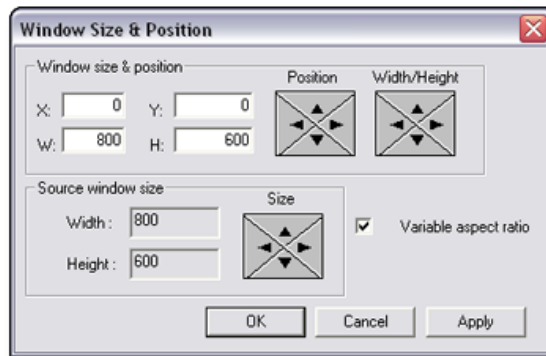 Window Size & Position
Window size & position
Position
Width/Height
X: 0 Y: 0
W: 800 H: 600
Source window size
Size
Width : 800
Height : 600
Variable aspect ratio
OK Cancel Apply